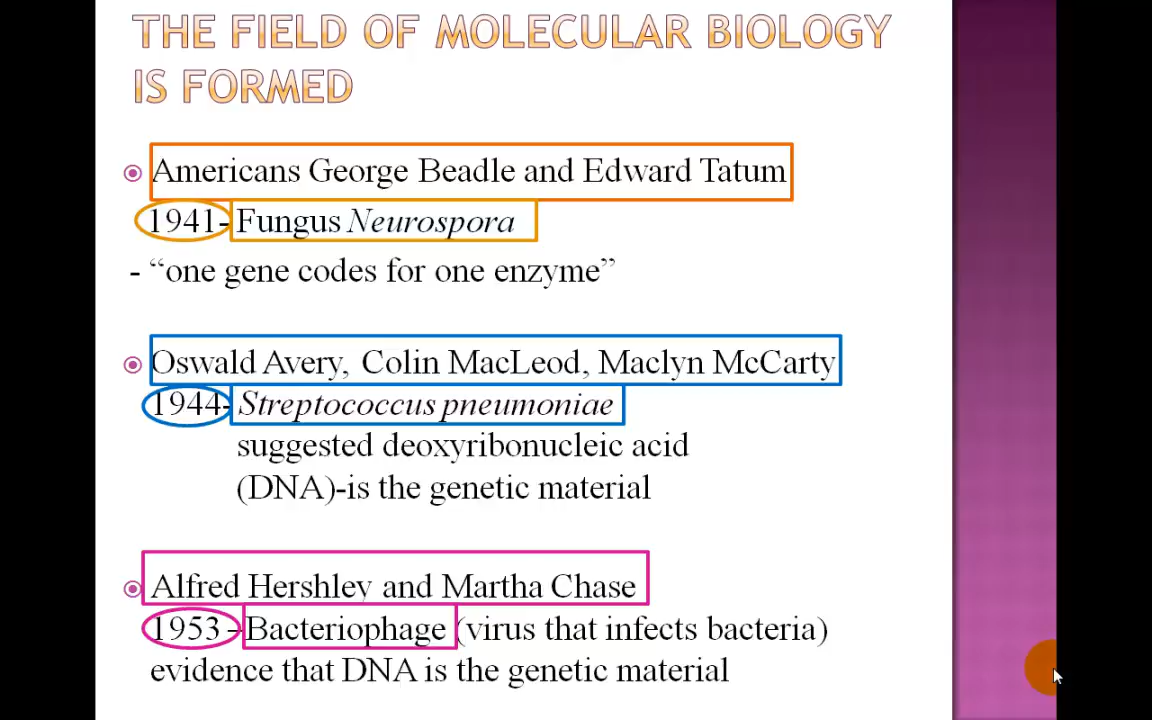 THE FIELD OF MOLECULAR BIOLOGY
IS FORMED
Americans George Beadle and Edward Tatum
1941- Fungus Neurospora
- “one gene codes for one enzyme”
Oswald Avery, Colin MacLeod, Maclyn McCarty
1944- Streptococcus pneumoniae
suggested deoxyribonucleic acid
(DNA)-is the genetic material
Alfred Hershley and Martha Chase
1953 – Bacteriophage (virus that infects bacteria)
evidence that DNA is the genetic material